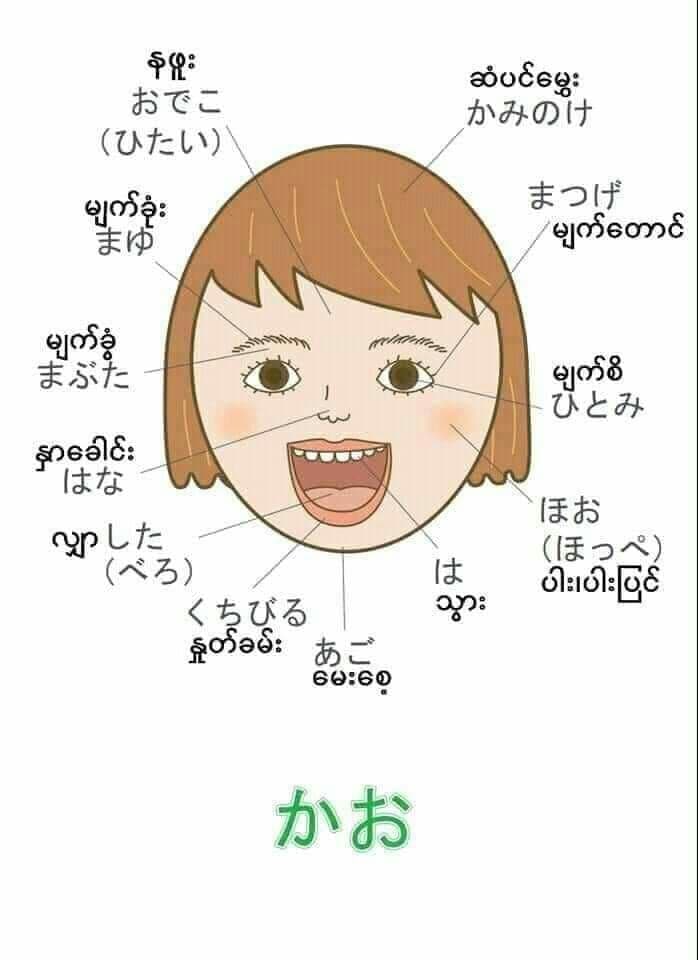 နဖူး
おでこ
(ひたい)
ဆံပင်မွှေး
かみのけ
まつげ
မျက်တောင်
မျက်ခုံး
まゆ
မျက်ခွံ
まぶた
မျက်စိ
ひとみ
နှာခေါင်း
はな
လျှာ した
(べろ)
ほお
(ほっぺ)
ပါး၊ပါးပြင်
は
သွား
くちびる
နှုတ်ခမ်း
あご
မေးစေ့
かお